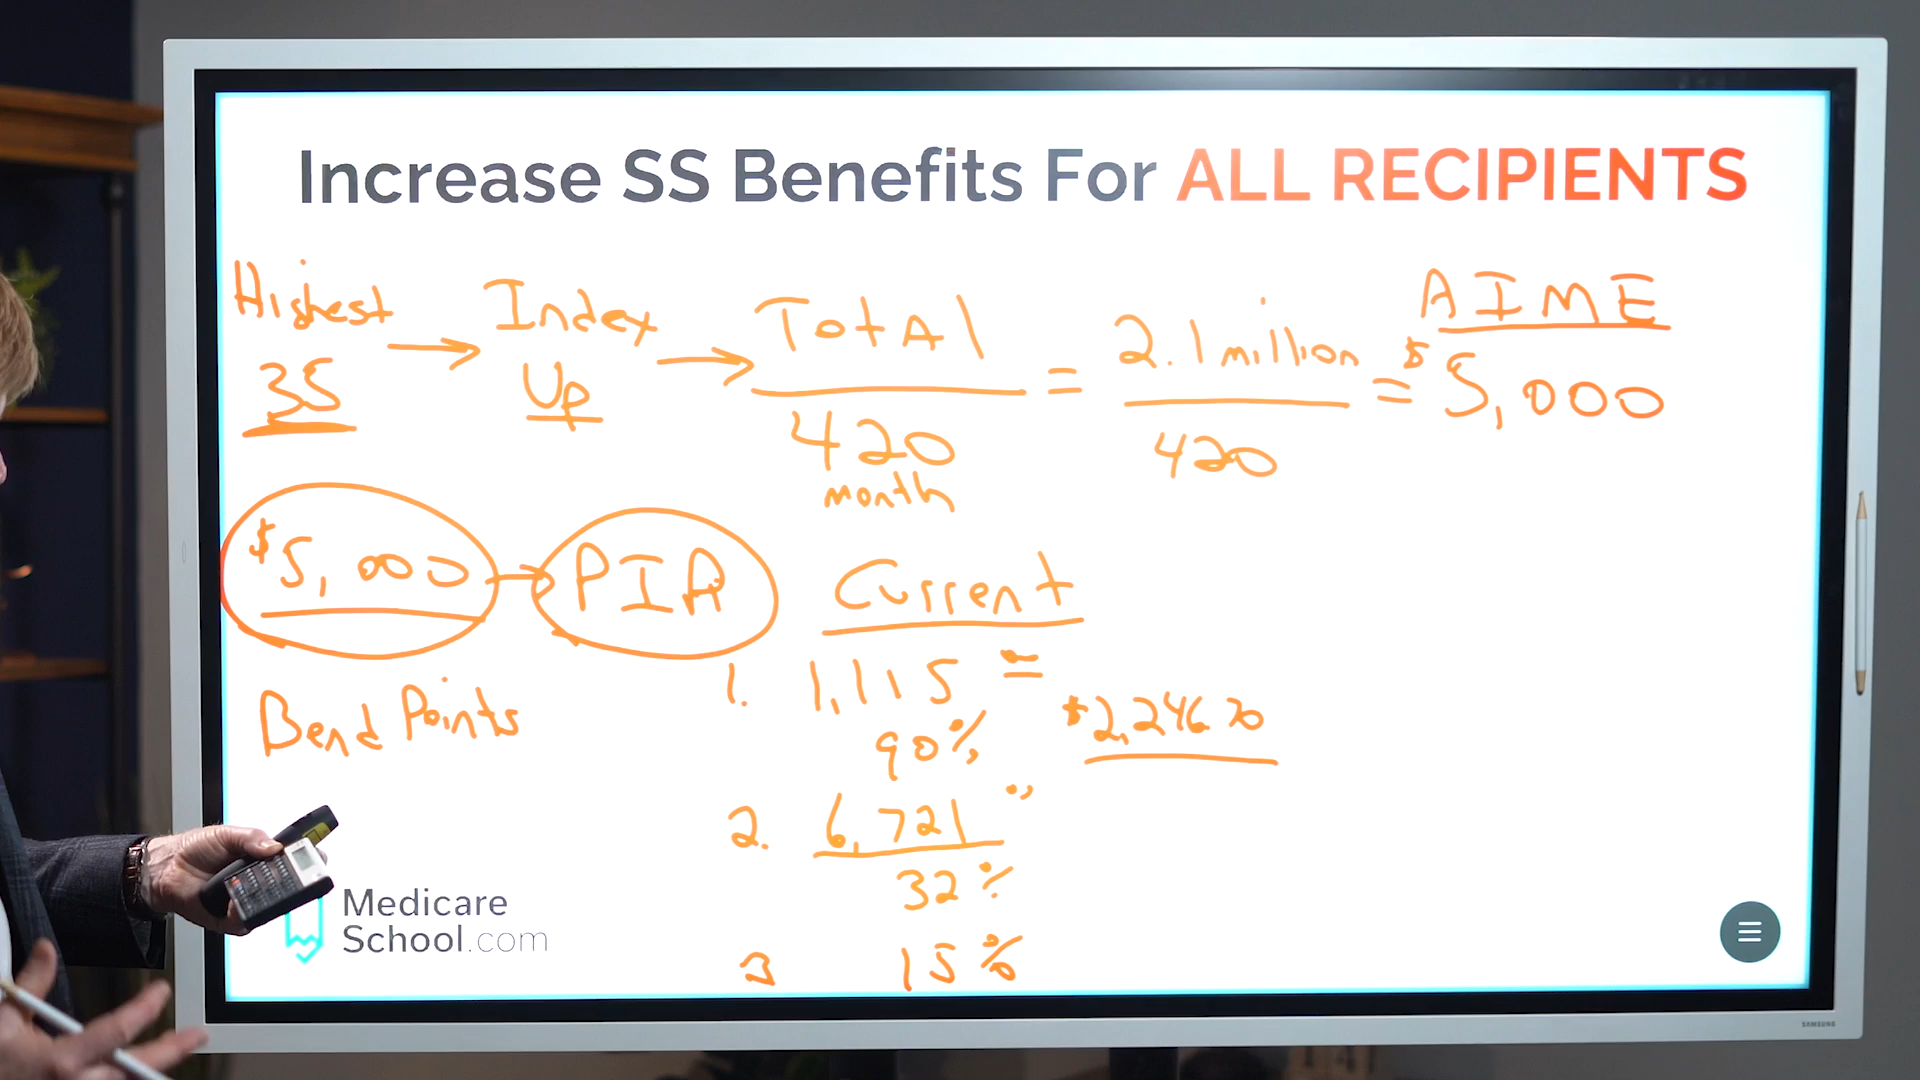 Increase SS Benefits For ALL RECIPIENTS
Highest
35
Index
Up
Total
420
month
=
2.1 million
420
=
AIME
$5,000
$5,000
PIA
Bend Points
Current
1. 1,115 =
90%
$2,246 70
2. 6,721
32%
3 15%
Medicare
School.com
SAMSUNG